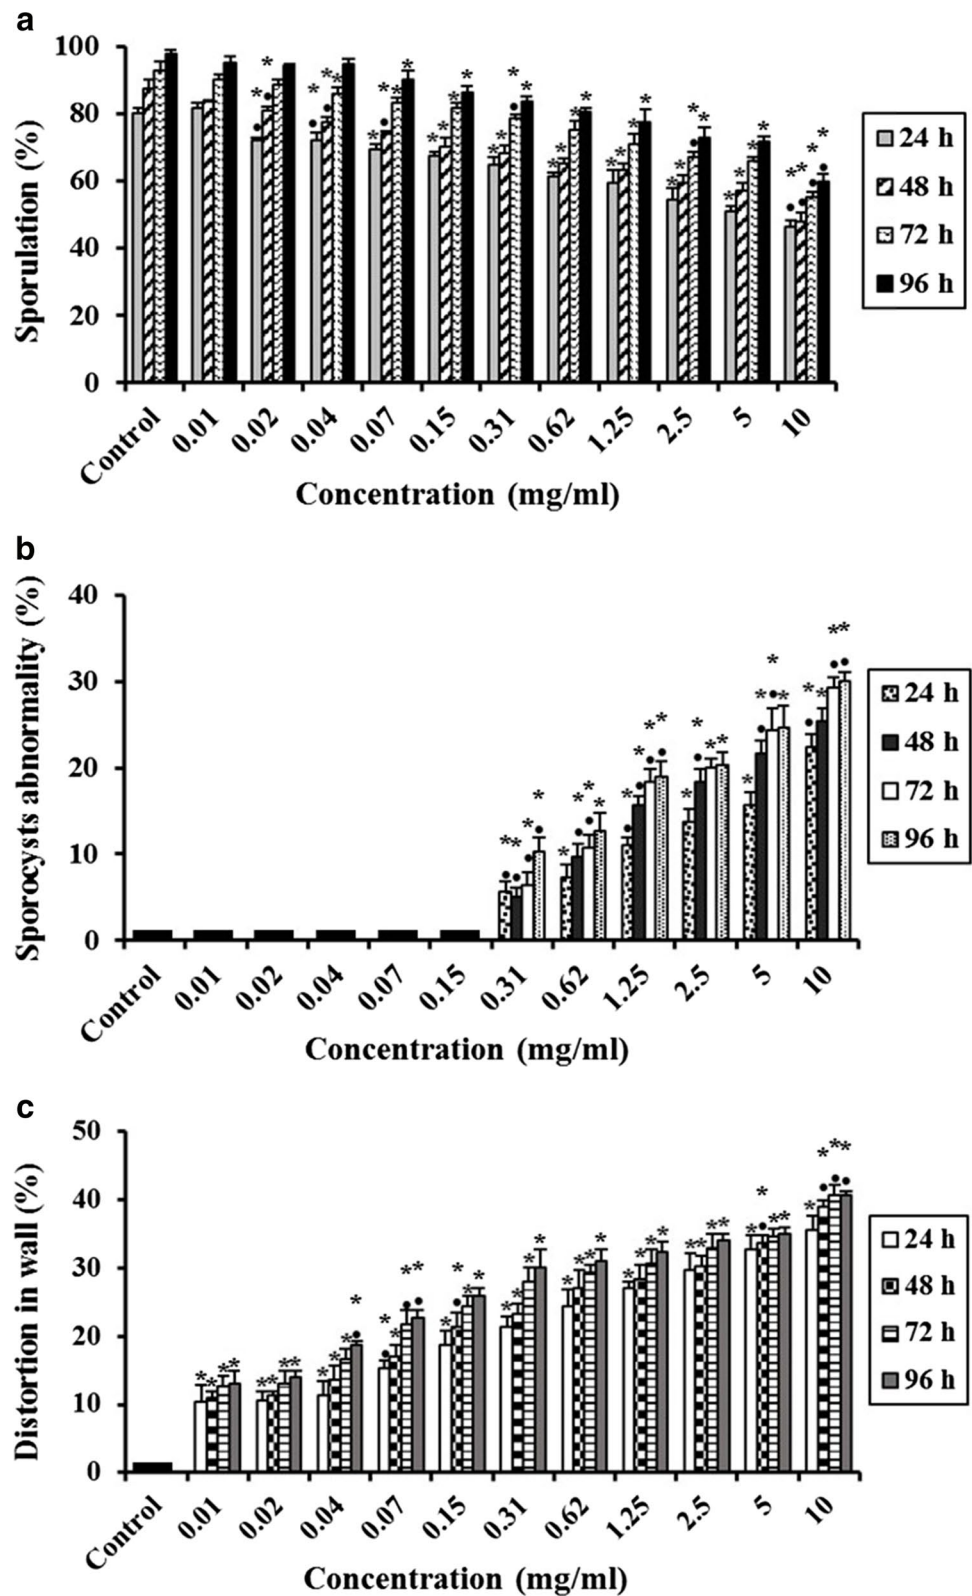 a
Sporulation (%)
100
80
60
40
20
0
Control 0.01 0.02 0.04 0.07 0.15 0.31 0.62 1.25 2.5 5 10
Concentration (mg/ml)
24 h
48 h
72 h
96 h
b
Sporocysts abnormality (%)
40
30
20
10
0
Control 0.01 0.02 0.04 0.07 0.15 0.31 0.62 1.25 2.5 5 10
Concentration (mg/ml)
24 h
48 h
72 h
96 h
c
Distortion in wall (%)
50
40
30
20
10
0
Control 0.01 0.02 0.04 0.07 0.15 0.31 0.62 1.25 2.5 5 10
Concentration (mg/ml)
24 h
48 h
72 h
96 h